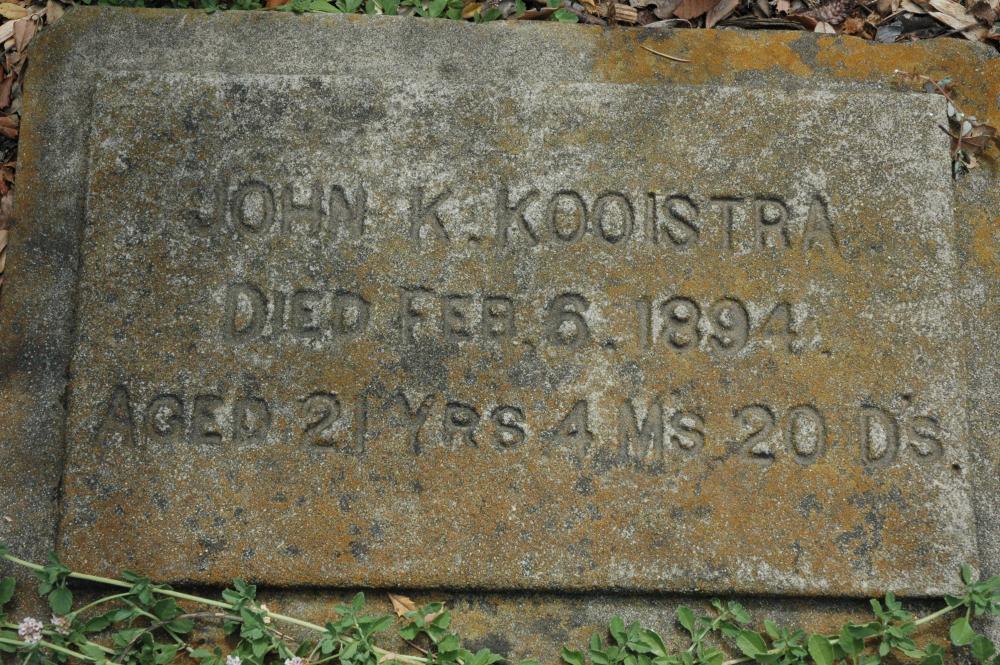 JOHN K. KOOISTRA
DIED FEB. 6. 1894.
AGED 21 YRS 4 MS 20 DS